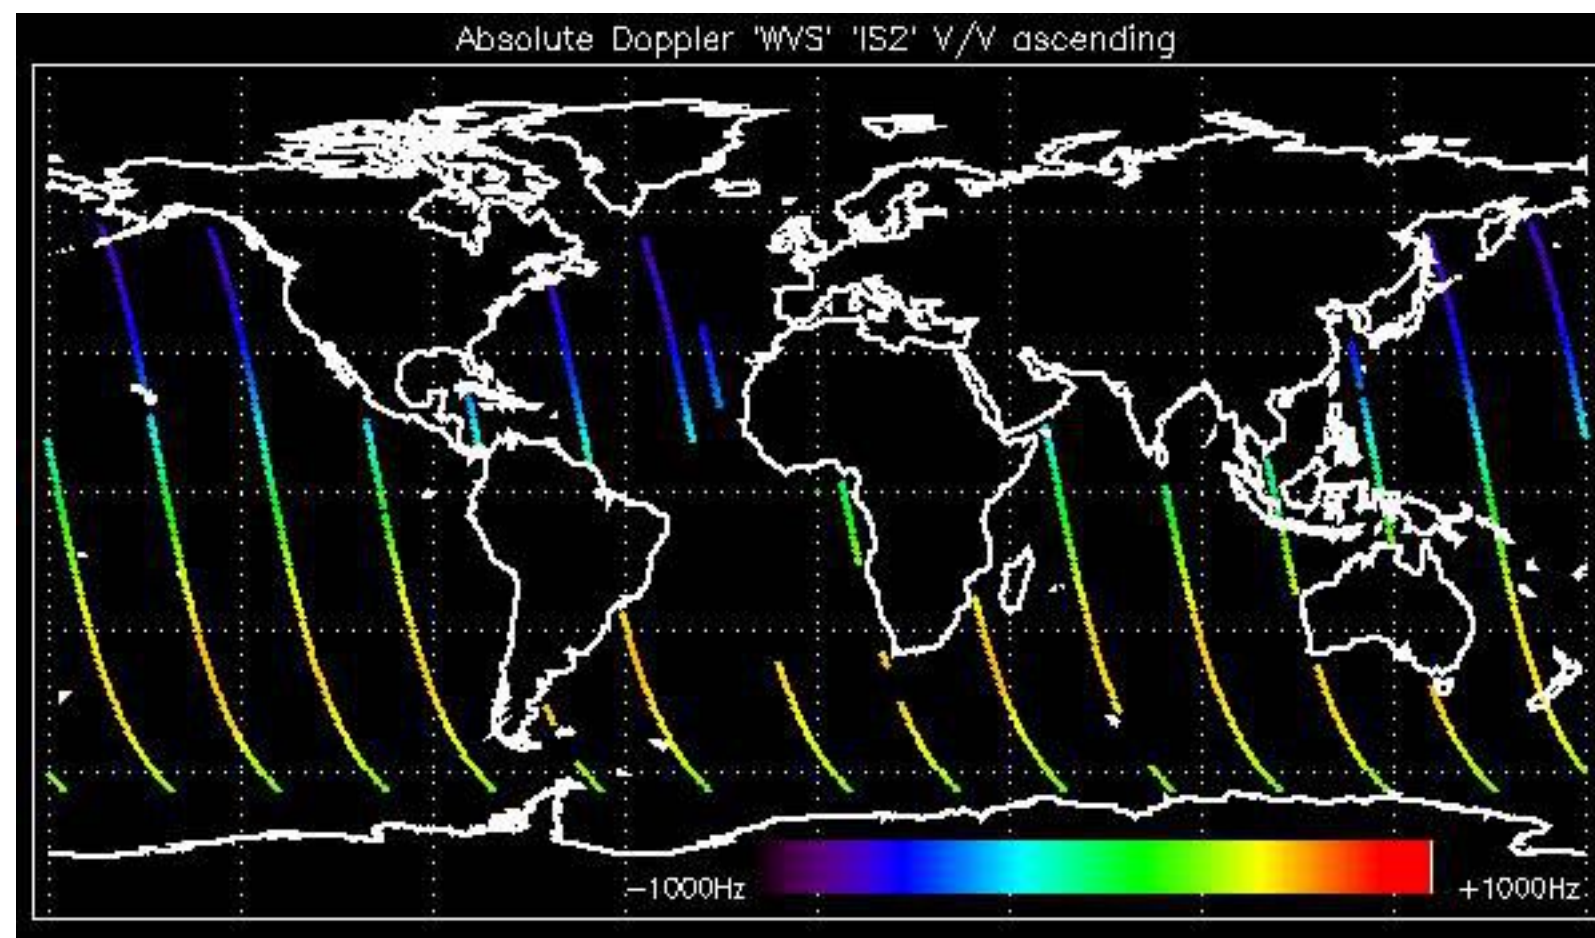 Absolute Doppler 'WVS' 'IS2' V/V ascending
−1000Hz +1000Hz